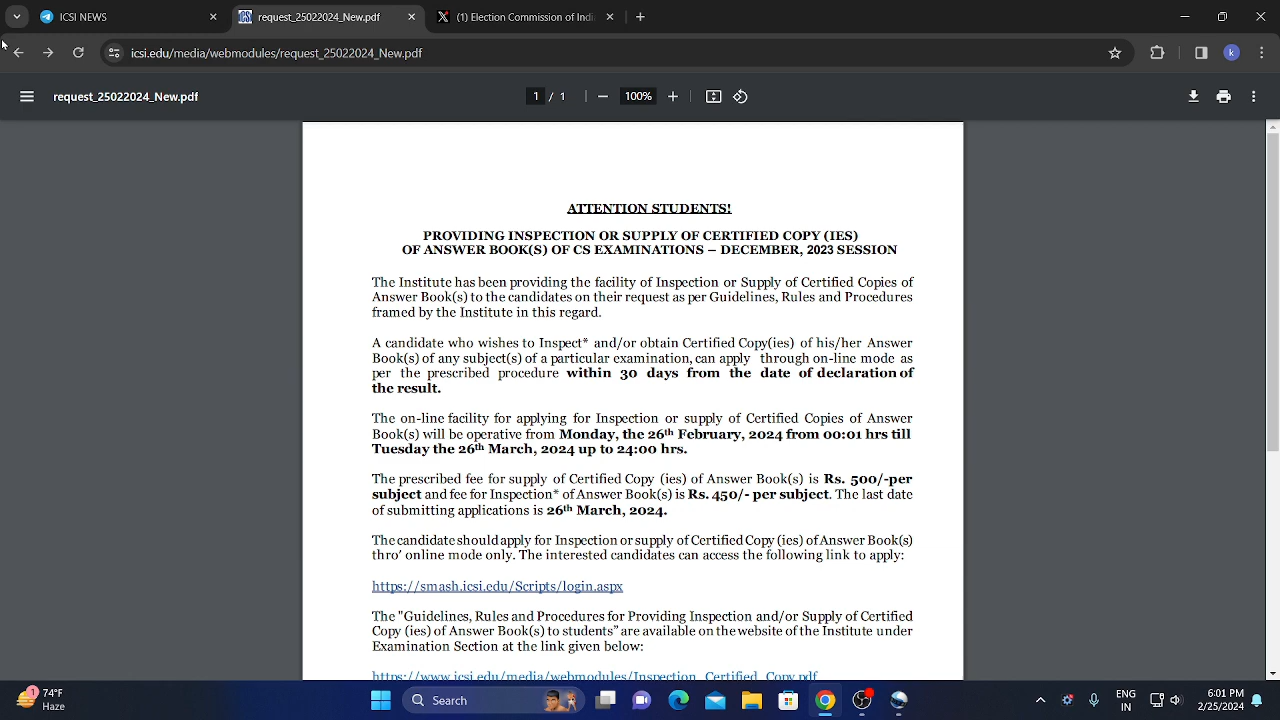 ICSI NEWS
request_25022024_New.pdf
(1) Election Commission of Indi
icsi.edu/media/webmodules/request_25022024_New.pdf
k
request_25022024_New.pdf
1 / 1
100%
ATTENTION STUDENTS!
PROVIDING INSPECTION OR SUPPLY OF CERTIFIED COPY (IES)
OF ANSWER BOOK(S) OF CS EXAMINATIONS – DECEMBER, 2023 SESSION
The Institute has been providing the facility of Inspection or Supply of Certified Copies of
Answer Book(s) to the candidates on their request as per Guidelines, Rules and Procedures
framed by the Institute in this regard.
A candidate who wishes to Inspect* and/or obtain Certified Copy(ies) of his/her Answer
Book(s) of any subject(s) of a particular examination, can apply through on-line mode as
per the prescribed procedure within 30 days from the date of declaration of
the result.
The on-line facility for applying for Inspection or supply of Certified Copies of Answer
Book(s) will be operative from Monday, the 26th February, 2024 from 00:01 hrs till
Tuesday the 26th March, 2024 up to 24:00 hrs.
The prescribed fee for supply of Certified Copy (ies) of Answer Book(s) is Rs. 500/-per
subject and fee for Inspection* of Answer Book(s) is Rs. 450/- per subject. The last date
of submitting applications is 26th March, 2024.
The candidate should apply for Inspection or supply of Certified Copy (ies) of Answer Book(s)
thro' online mode only. The interested candidates can access the following link to apply:
https://smash.icsi.edu/Scripts/login.aspx
The "Guidelines, Rules and Procedures for Providing Inspection and/or Supply of Certified
Copy (ies) of Answer Book(s) to students" are available on the website of the Institute under
Examination Section at the link given below:
https://www.icsi.edu/media/webmodules/Inspection_Certified_Copy.pdf
1
74°F
Haze
Search
ENG
IN
6:01 PM
2/25/2024